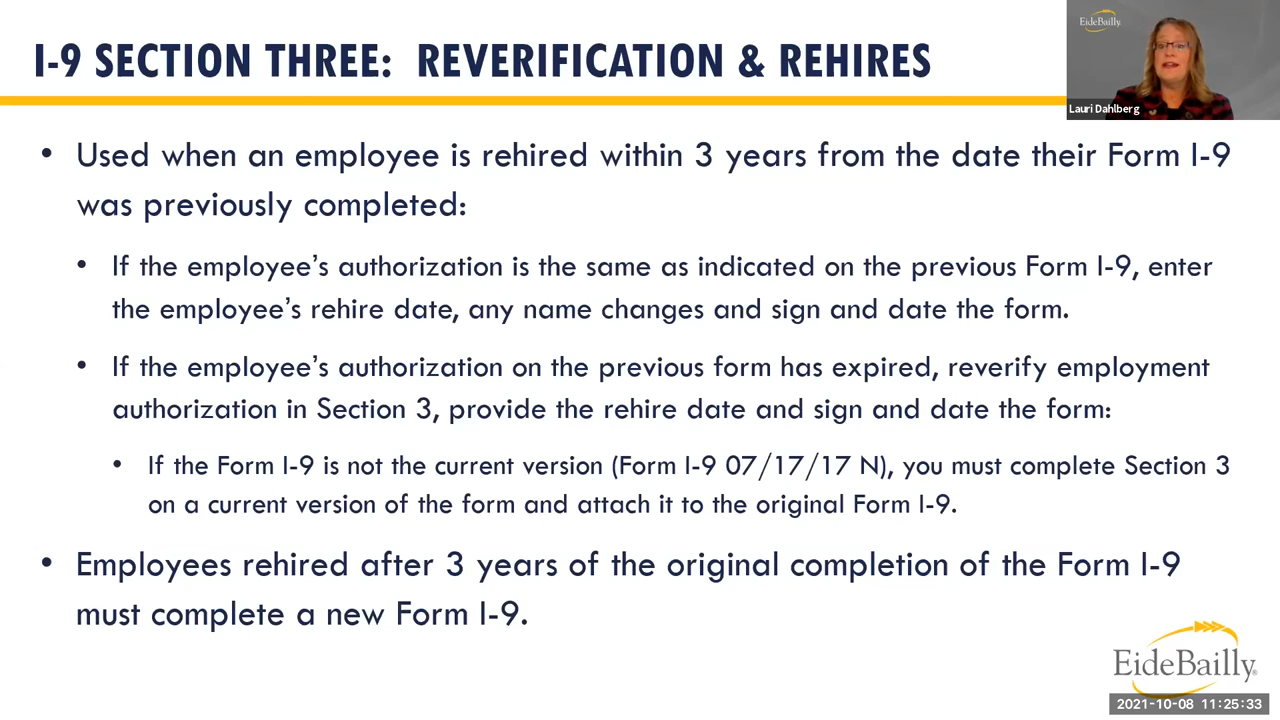 I-9 SECTION THREE: REVERIFICATION & REHIRES
EideBailly
Lauri Dahlberg
• Used when an employee is rehired within 3 years from the date their Form I-9
was previously completed:
• If the employee's authorization is the same as indicated on the previous Form I-9, enter
the employee's rehire date, any name changes and sign and date the form.
• If the employee's authorization on the previous form has expired, reverify employment
authorization in Section 3, provide the rehire date and sign and date the form:
• If the Form I-9 is not the current version (Form I-9 07/17/17 N), you must complete Section 3
on a current version of the form and attach it to the original Form I-9.
• Employees rehired after 3 years of the original completion of the Form I-9
must complete a new Form I-9.
EideBailly®
2021-10-08 11:25:33